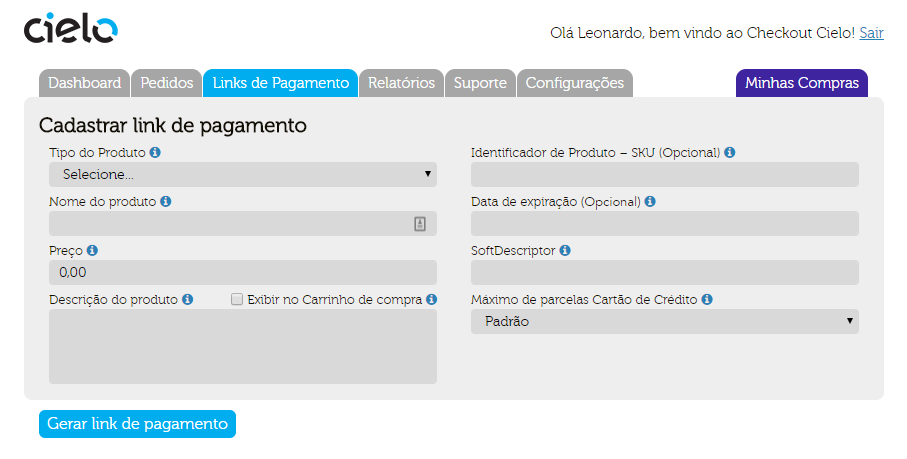 cielo
Olá Leonardo, bem vindo ao Checkout Cielo! Sair
Dashboard Pedidos Links de Pagamento Relatórios Suporte Configurações Minhas Compras
Cadastrar link de pagamento
Tipo do Produto
Selecione...
Nome do produto
Preço
0,00
Descrição do produto Exibir no Carrinho de compra
Identificador de Produto – SKU (Opcional)
Data de expiração (Opcional)
SoftDescriptor
Máximo de parcelas Cartão de Crédito
Padrão
Gerar link de pagamento